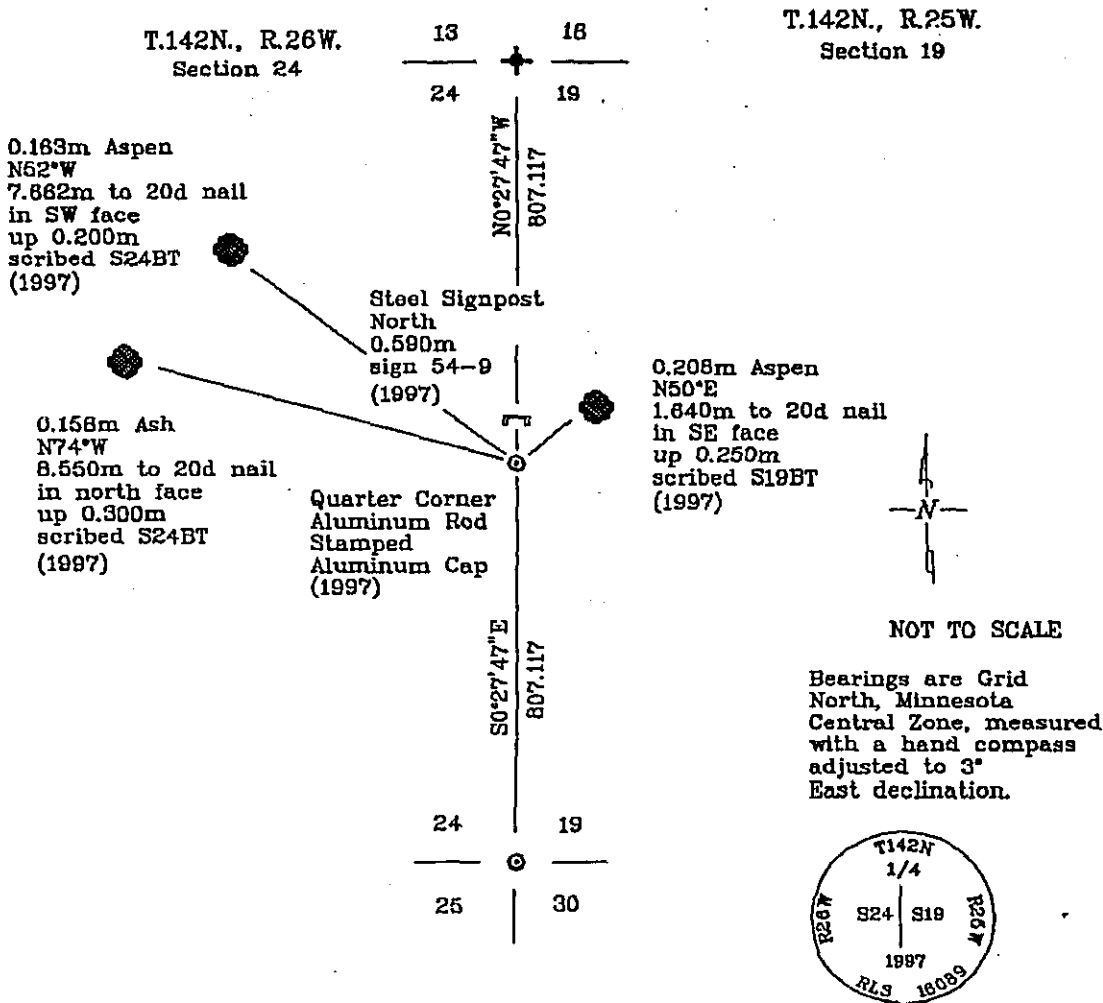 T.142N., R.26W.
Section 24
13
18
24
19
T.142N., R.25W.
Section 19
0.163m Aspen
N52°W
7.662m to 20d nail
in SW face
up 0.200m
scribed S24BT
(1997)
N0°27'47"W
807.117
Steel Signpost
North
0.590m
sign 54-9
(1997)
0.208m Aspen
N50°E
1.640m to 20d nail
in SE face
up 0.250m
scribed S19BT
(1997)
0.158m Ash
N74°W
8.550m to 20d nail
in north face
up 0.300m
scribed S24BT
(1997)
Quarter Corner
Aluminum Rod
Stamped
Aluminum Cap
(1997)
N
NOT TO SCALE
S0°27'47"E
807.117
Bearings are Grid
North, Minnesota
Central Zone, measured
with a hand compass
adjusted to 3°
East declination.
24
19
25
30
T142N
1/4
R26W
S24
S19
R25W
1997
RLS 16089